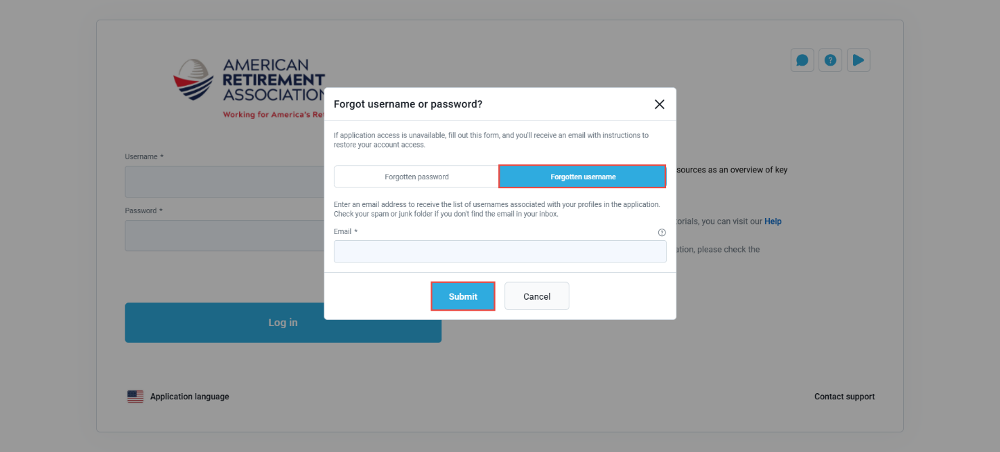 AMERICAN
RETIREMENT
ASSOCIATION
Working for America's Ret
Forgot username or password?
If application access is unavailable, fill out this form, and you'll receive an email with instructions to
restore your account access.
Forgotten password
Forgotten username
Enter an email address to receive the list of usernames associated with your profiles in the application.
Check your spam or junk folder if you don't find the email in your inbox.
Email *
Submit
Cancel
Username *
Password *
Log in
sources as an overview of key
torials, you can visit our Help
ation, please check the
Application language
Contact support